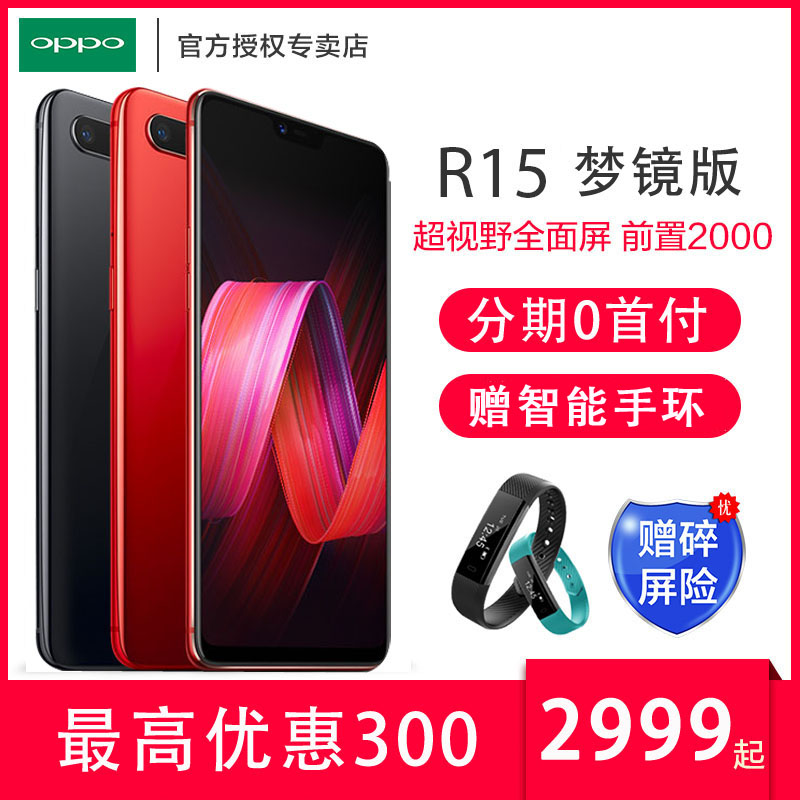 oppo
官方授权专卖店
R15 梦镜版
超视野全面屏 前置2000
分期0首付
赠智能手环
12:45
忧
赠碎
屏险
最高优惠300
2999起